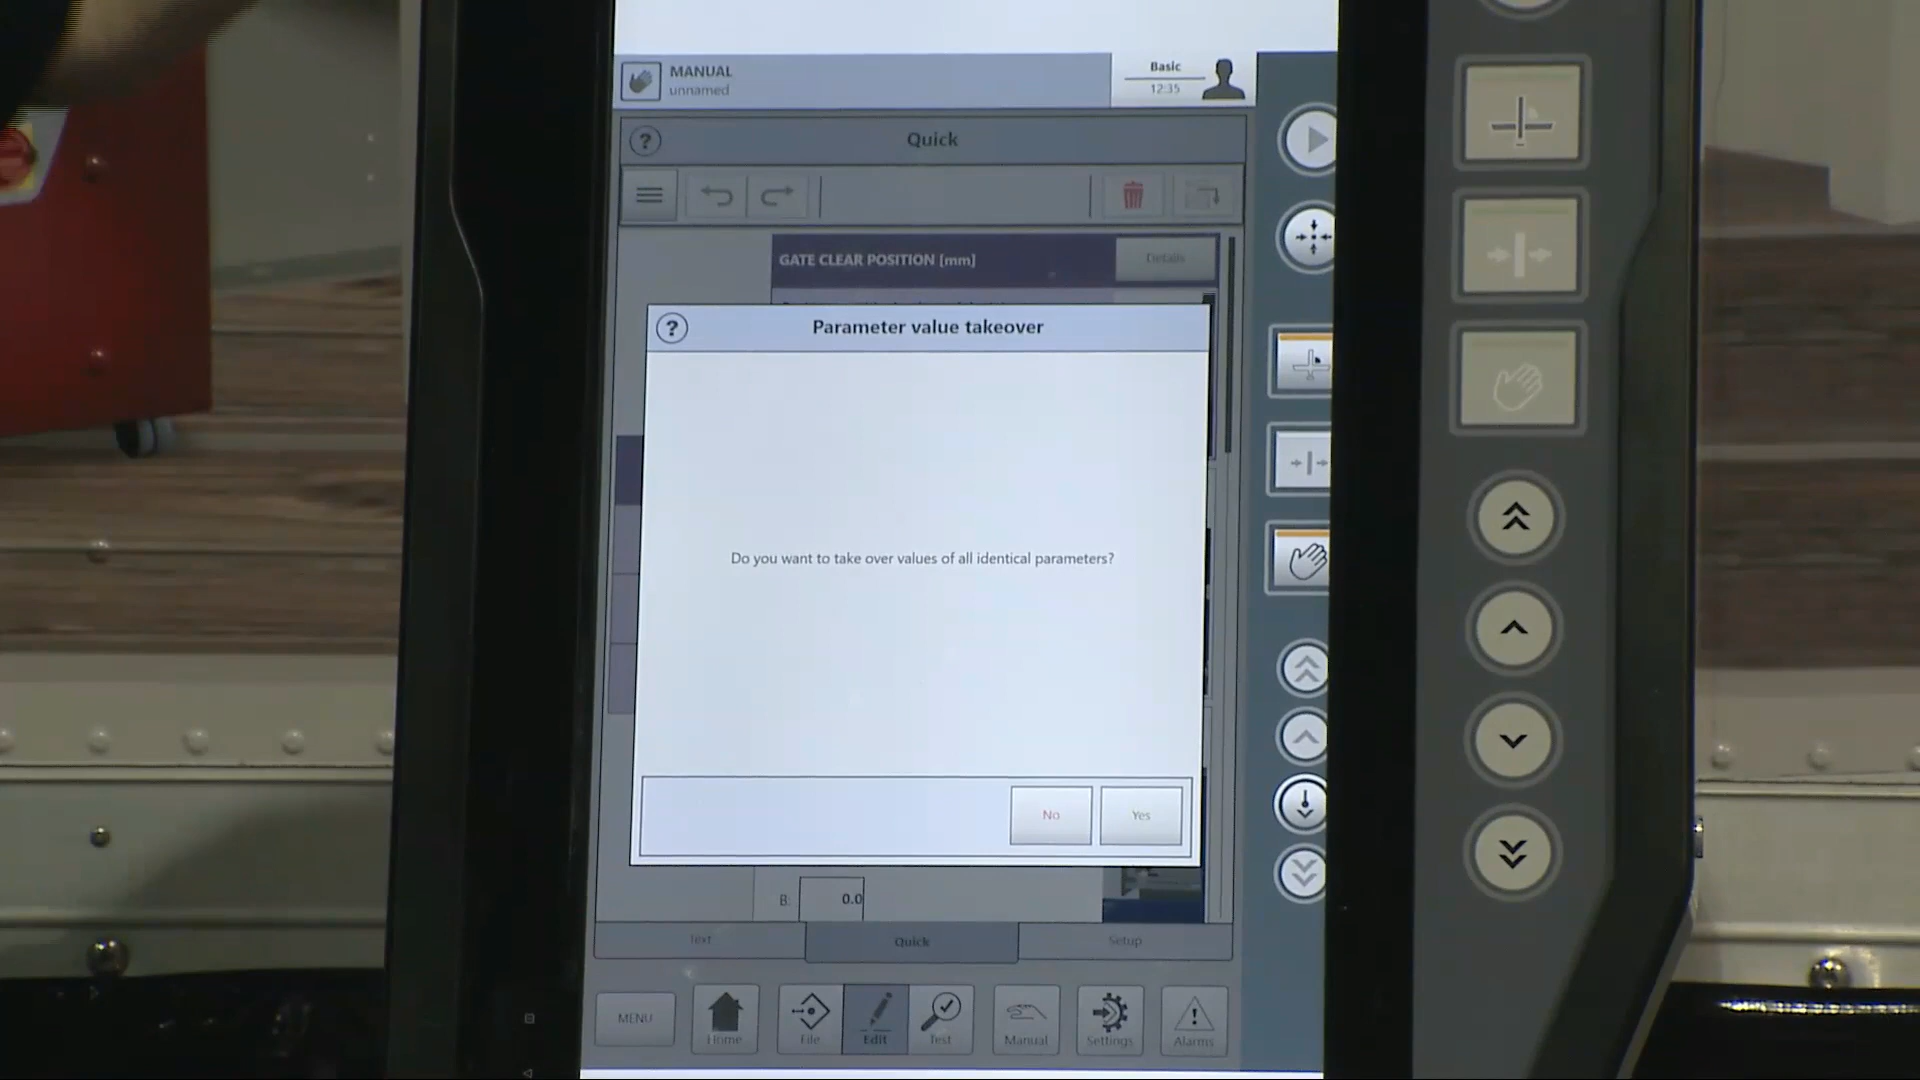 MANUAL
unnamed
Basic
12:35
Quick
GATE CLEAR POSITION [mm]
Details
Parameter value takeover
Do you want to take over values of all identical parameters?
No
Yes
B:
0.0
Text
Quick
Setup
MENU
Home
File
Edit
Test
Manual
Settings
Alarms